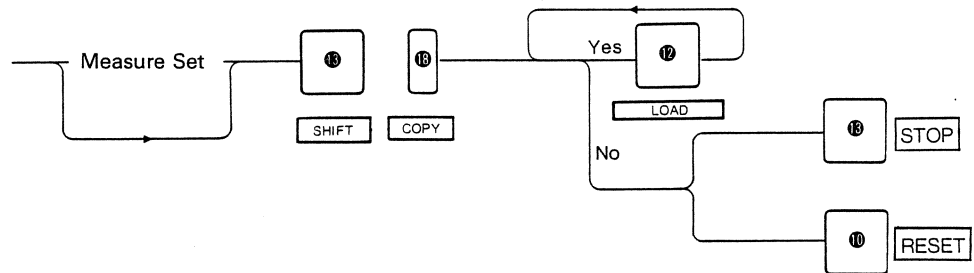 Measure Set
⓭
SHIFT
⓲
COPY
Yes
⓬
LOAD
No
⓭
STOP
❿
RESET